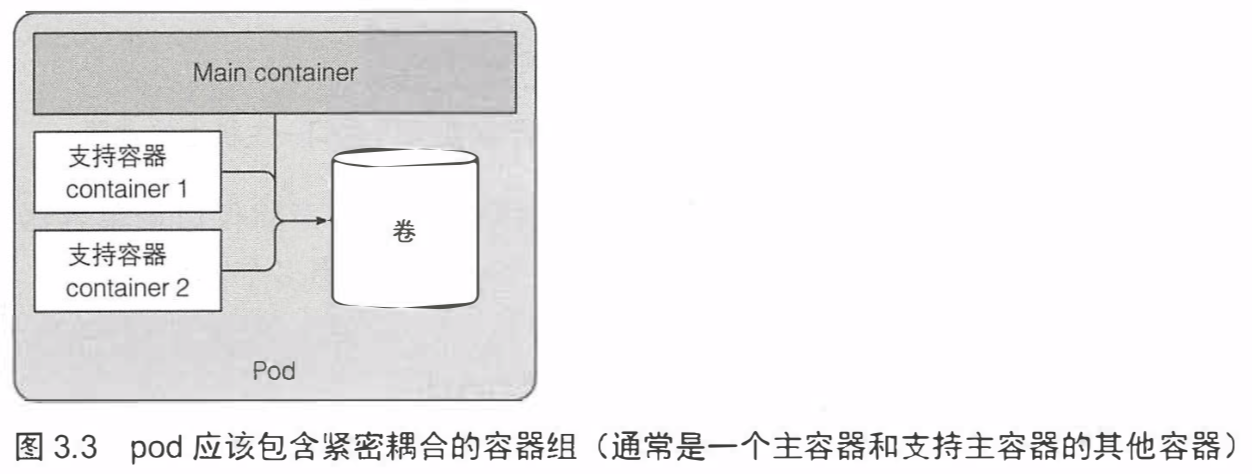 Main container
支持容器
container 1
支持容器
container 2
卷
Pod
图 3.3 pod 应该包含紧密耦合的容器组（通常是一个主容器和支持主容器的其他容器）